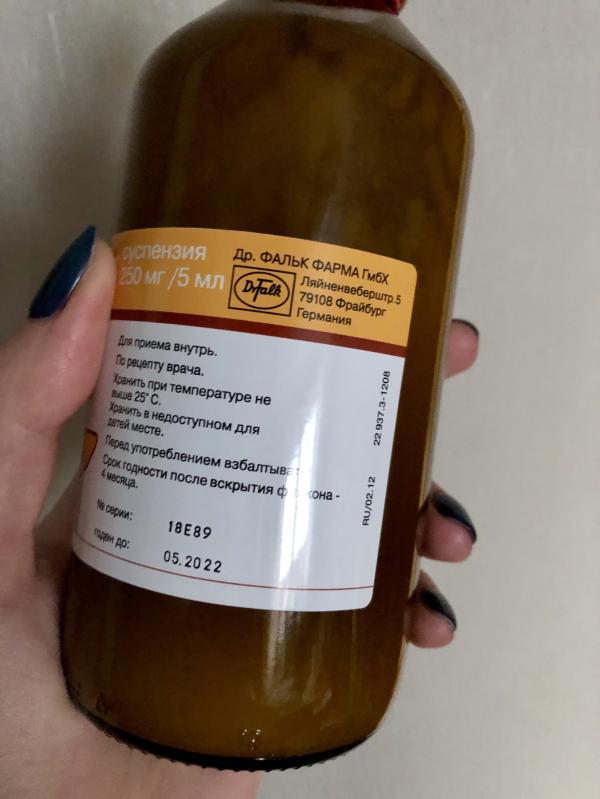 суспензия
250 мг /5 мл
Др. ФАЛЬК ФАРМА ГмбХ
Dr Falk
Ляйненвеберштр.5
79108 Фрайбург
Германия
Для приема внутрь.
По рецепту врача.
Хранить при температуре не
выше 25° С.
Хранить в недоступном для
детей месте.
Перед употреблением взбалтыват
Срок годности после вскрытия ф кона -
4 месяца.
№ серии: 18E89
годен до: 05.2022
RU/02.12 22 937.3-1208